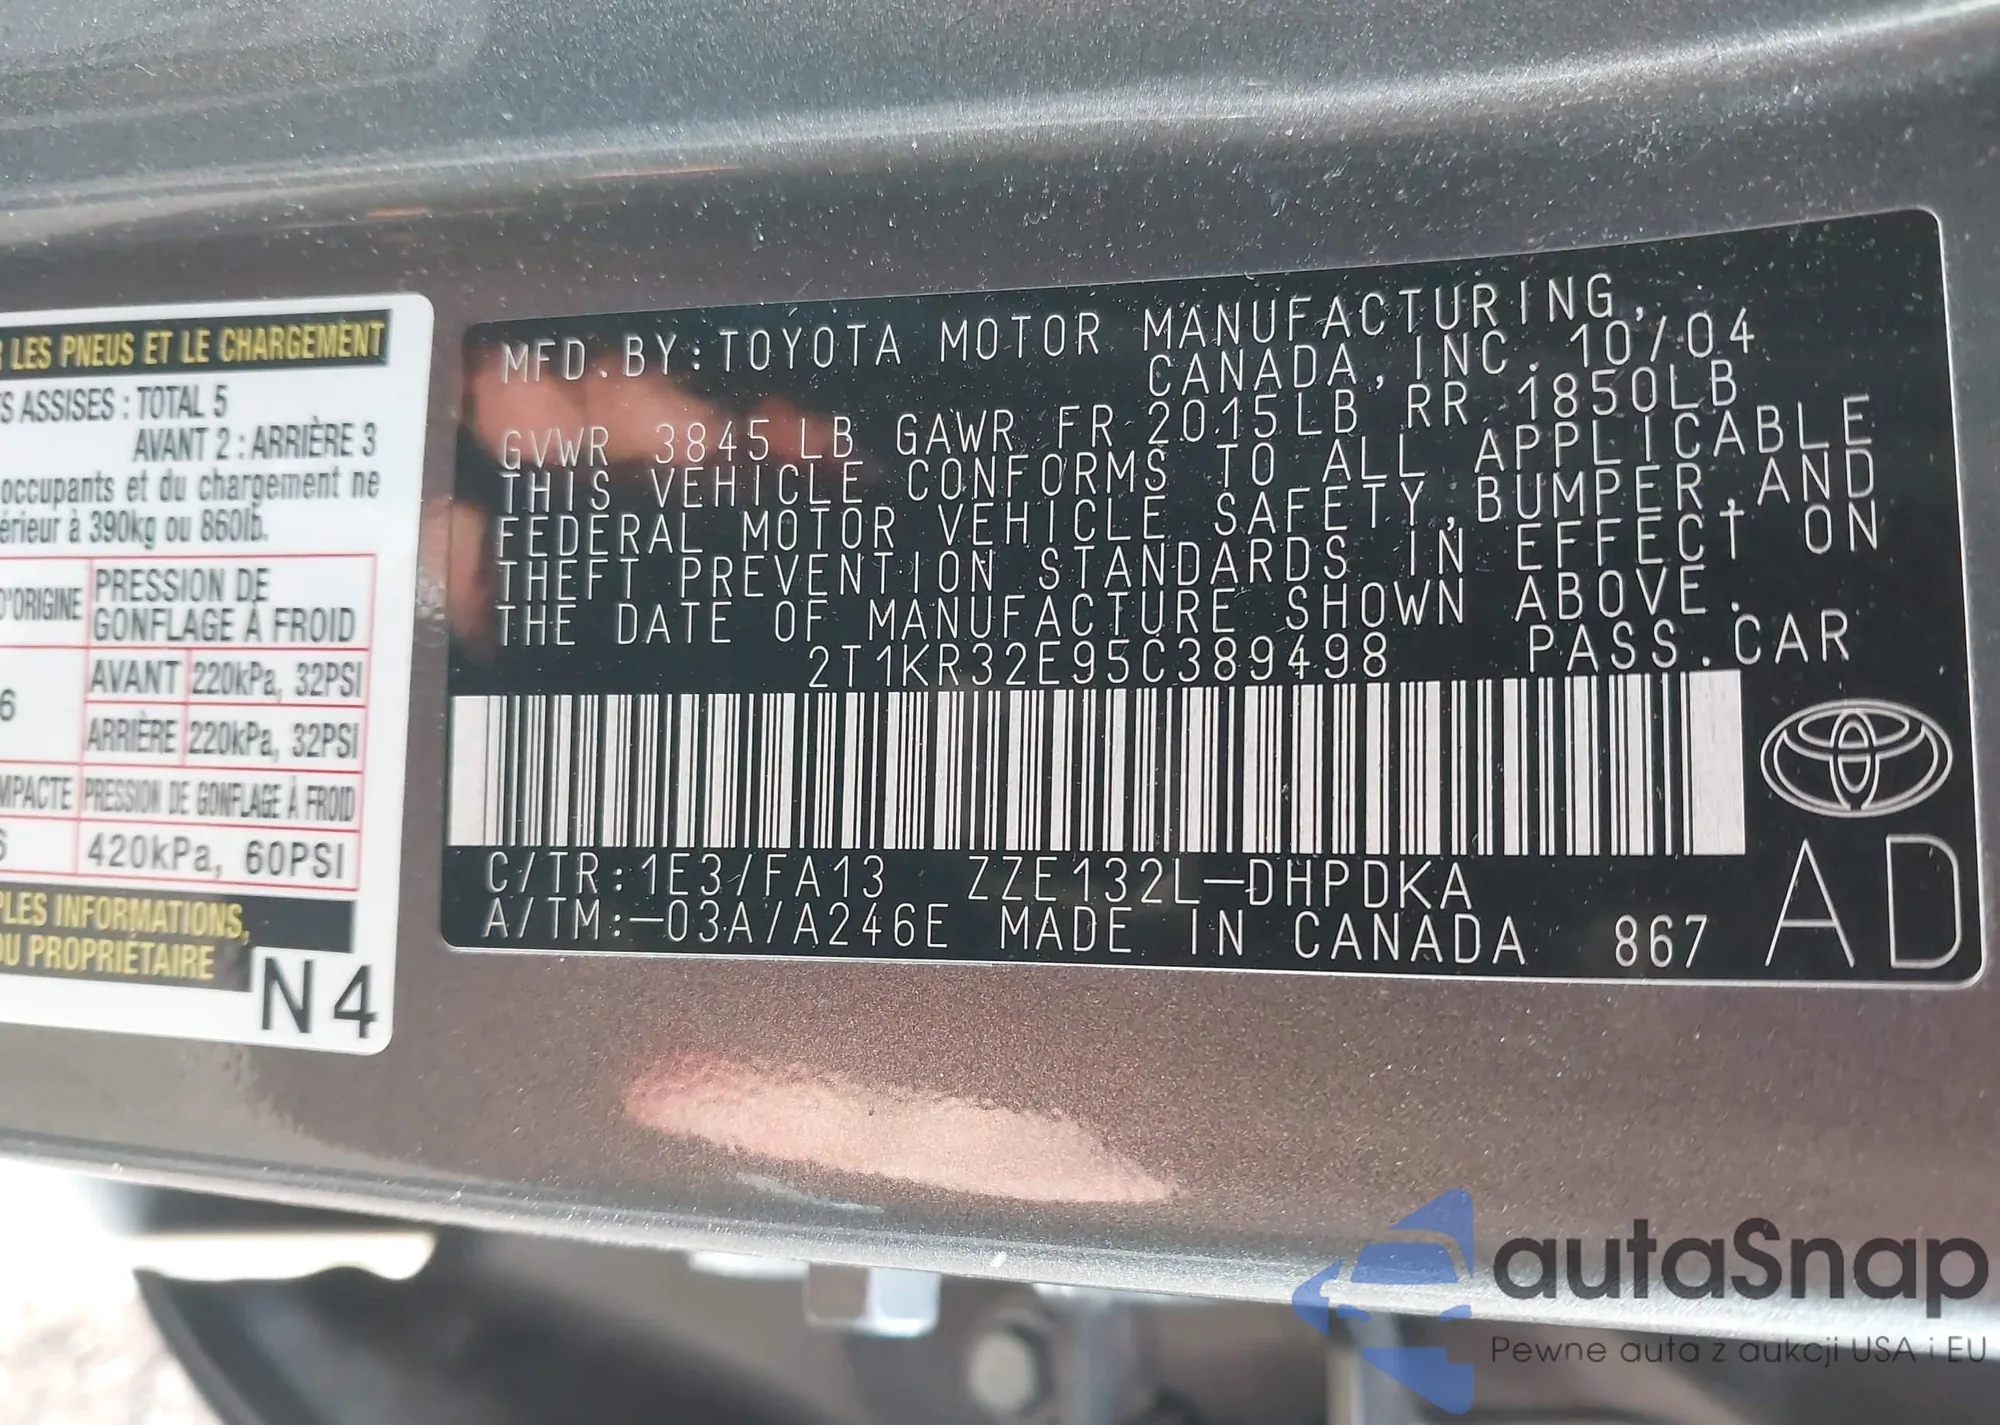 LES PNEUS ET LE CHARGEMENT
ASSISES : TOTAL 5
AVANT 2 : ARRIÈRE 3
occupants et du chargement ne
à 390kg ou 860lb.
D'ORIGINE
PRESSION DE
GONFLAGE À FROID
AVANT 220kPa, 32PSI
6
ARRIÈRE 220kPa, 32PSI
PRESSION DE GONFLAGE À FROID
420kPa, 60PSI
INFORMATIONS,
PROPRIÉTAIRE
N4
MFD.BY:TOYOTA MOTOR MANUFACTURING,
CANADA,INC. 10/04
GVWR 3845 LB GAWR FR 2015LB RR 1850LB
THIS VEHICLE CONFORMS TO ALL APPLICABLE
FEDERAL MOTOR VEHICLE SAFETY,BUMPER,AND
THEFT PREVENTION STANDARDS IN EFFECT ON
THE DATE OF MANUFACTURE SHOWN ABOVE.
2T1KR32E95C389498 PASS.CAR
TOYOTA
C/TR:1E3/FA13 ZZE132L-DHPDKA
A/TM:-03A/A246E MADE IN CANADA 867
AD
autaSnap
Pewne auta z aukcji USA i EU